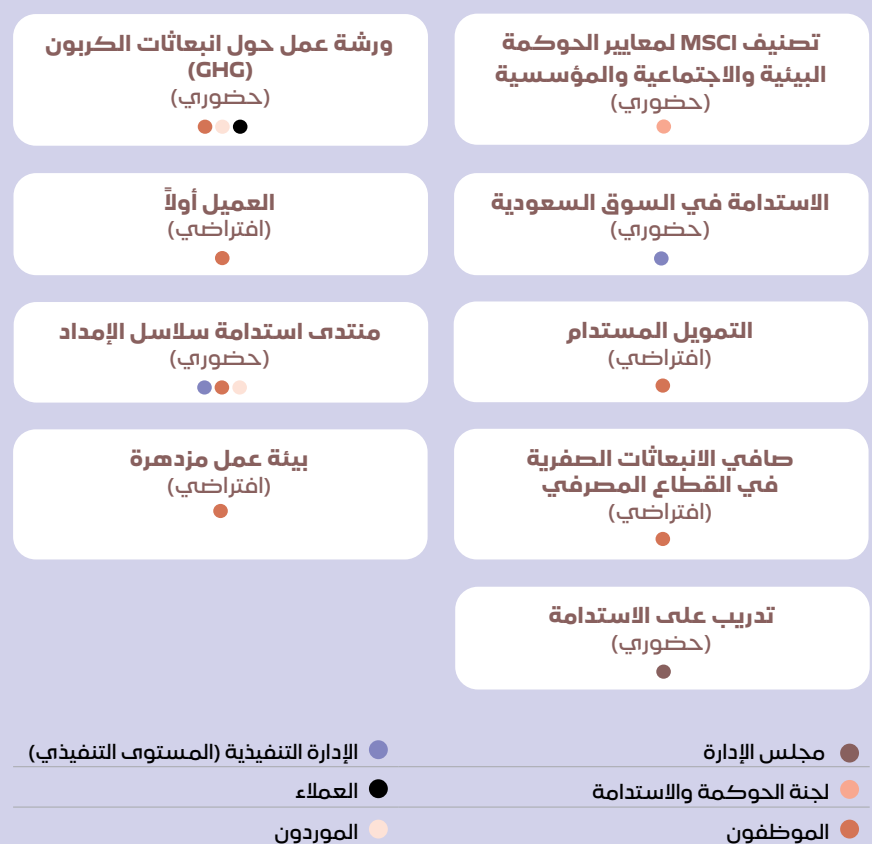 تصنيف MSCI لمعايير الحوكمة
البيئية والاجتماعية والمؤسسية
(حضوري)
ورشة عمل حول انبعاثات الكربون
(GHG)
(حضوري)
الاستدامة في السوق السعودية
(حضوري)
العميل أولاً
(افتراضي)
التمويل المستدام
(افتراضي)
منتدى استدامة سلاسل الإمداد
(حضوري)
صافي الانبعاثات الصفرية
في القطاع المصرفي
(افتراضي)
بيئة عمل مزدهرة
(افتراضي)
تدريب على الاستدامة
(حضوري)
مجلس الإدارة
الإدارة التنفيذية (المستوى التنفيذي)
لجنة الحوكمة والاستدامة
العملاء
الموظفون
الموردون